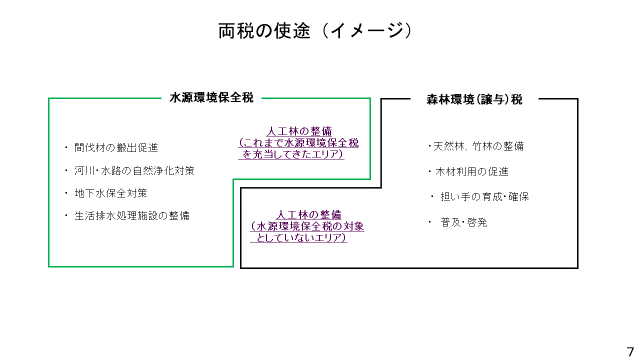 両税の使途（イメージ）
水源環境保全税
・ 間伐材の搬出促進
・ 河川・水路の自然浄化対策
・ 地下水保全対策
・ 生活排水処理施設の整備
人工林の整備
（これまで水源環境保全税
を充当してきたエリア）
人工林の整備
（水源環境保全税の対象
としていないエリア）
森林環境（譲与）税
・天然林，竹林の整備
・木材利用の促進
・ 担い手の育成・確保
・ 普及・啓発
7